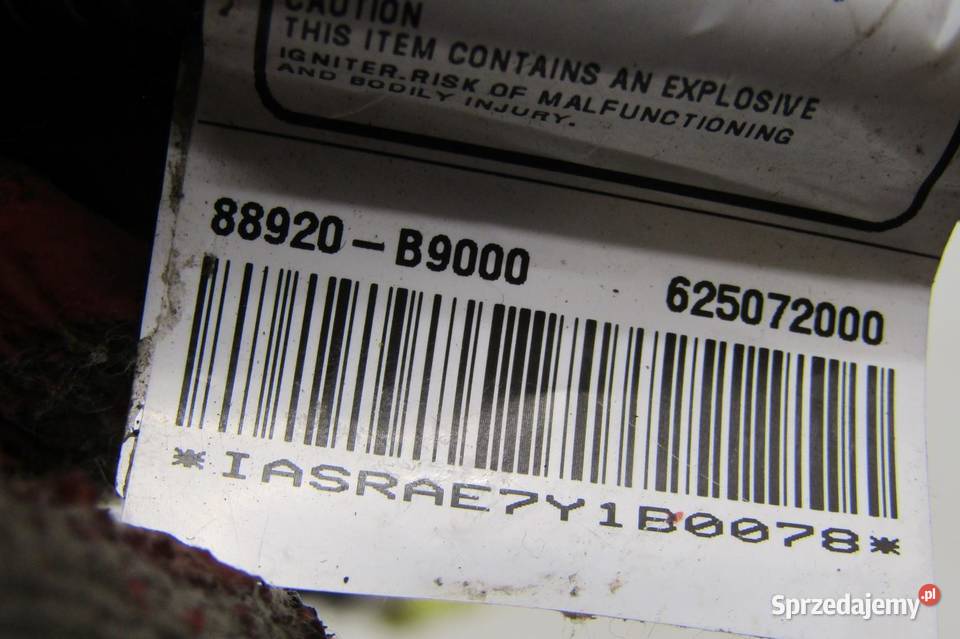 CAUTION
THIS ITEM CONTAINS AN EXPLOSIVE
IGNITER.RISK OF MALFUNCTIONING
AND BODILY INJURY.
88920-B9000
625072000
*IASRAE7Y1B0078*
Sprzedajemy.pl